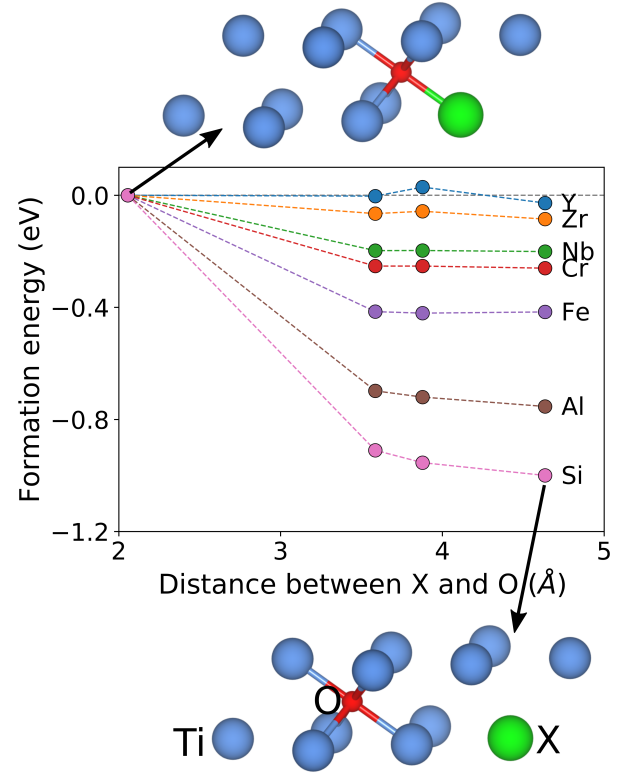 0.0
−0.4
−0.8
−1.2
Formation energy (eV)
Y
Zr
Nb
Cr
Fe
Al
Si
2
3
4
5
Distance between X and O (Å)
O
Ti
X